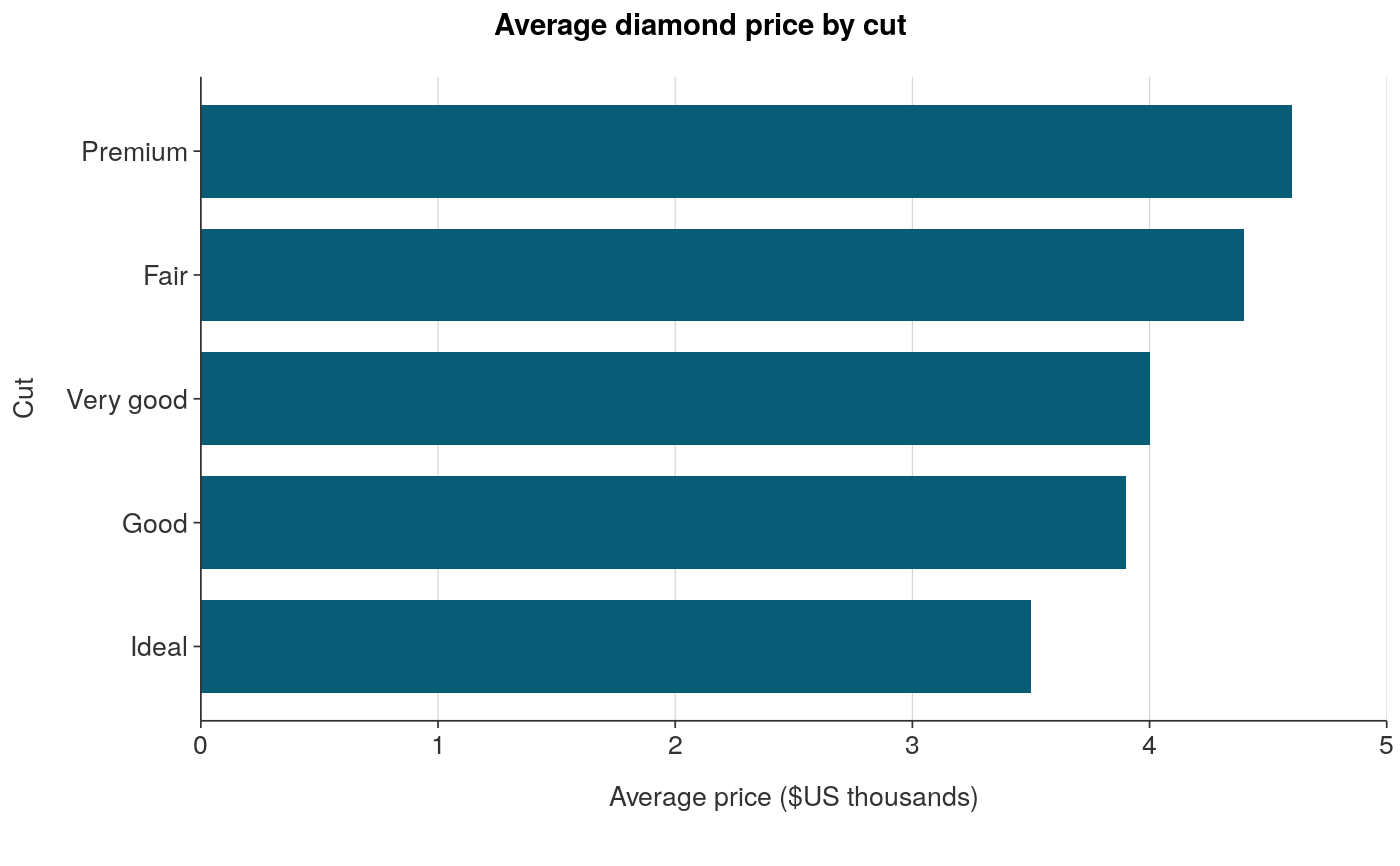 Average diamond price by cut
Premium
Fair
Very good
Good
Ideal
Cut
0 1 2 3 4 5
Average price ($US thousands)